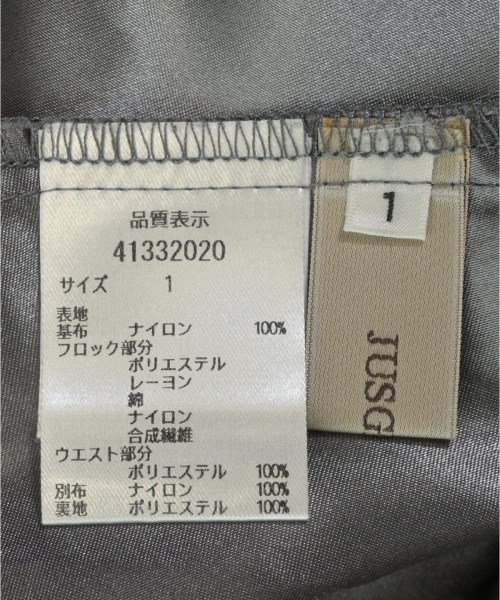 品質表示
41332020
サイズ 1
表地
基布 ナイロン 100%
フロック部分
ポリエステル
レーヨン
綿
ナイロン
合成繊維
ウエスト部分
ポリエステル 100%
別布 ナイロン 100%
裏地 ポリエステル 100%
1
JUSG